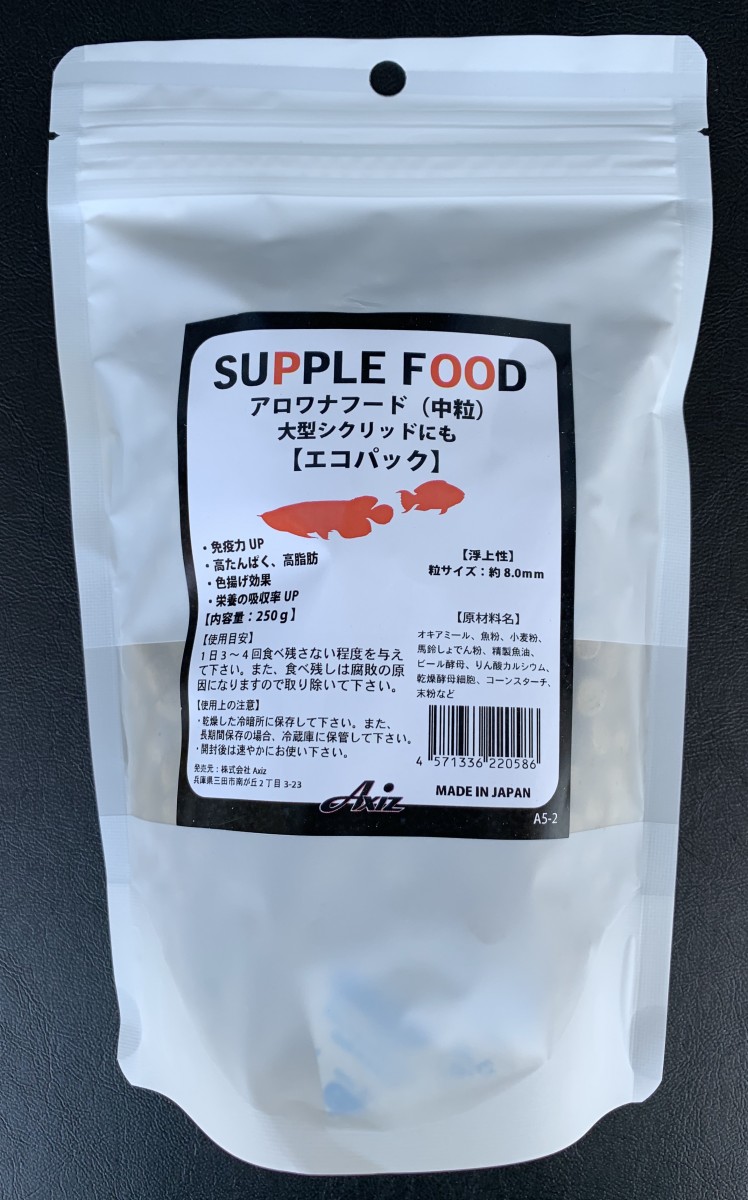 SUPPLE FOOD
アロワナフード（中粒）
大型シクリッドにも
【エコパック】
・免疫力 UP
・高たんぱく、高脂肪
・色揚げ効果
・栄養の吸収率 UP
【内容量：250ｇ】
【使用目安】
1日3～4回食べ残さない程度を与え
て下さい。また、食べ残しは腐敗の原
因になりますので取り除いて下さい。
【使用上の注意】
・乾燥した冷暗所に保存して下さい。また、
長期間保存の場合、冷蔵庫に保管して下さい。
・開封後は速やかにお使い下さい。
発売元：株式会社 Axiz
兵庫県三田市南が丘2丁目3-23
【浮上性】
粒サイズ：約 8.0mm
【原材料名】
オキアミール、魚粉、小麦粉、
馬鈴しょでん粉、精製魚油、
ビール酵母、りん酸カルシウム、
乾燥酵母細胞、コーンスターチ、
末粉など
4 571336 220586
Axiz
MADE IN JAPAN
A5-2